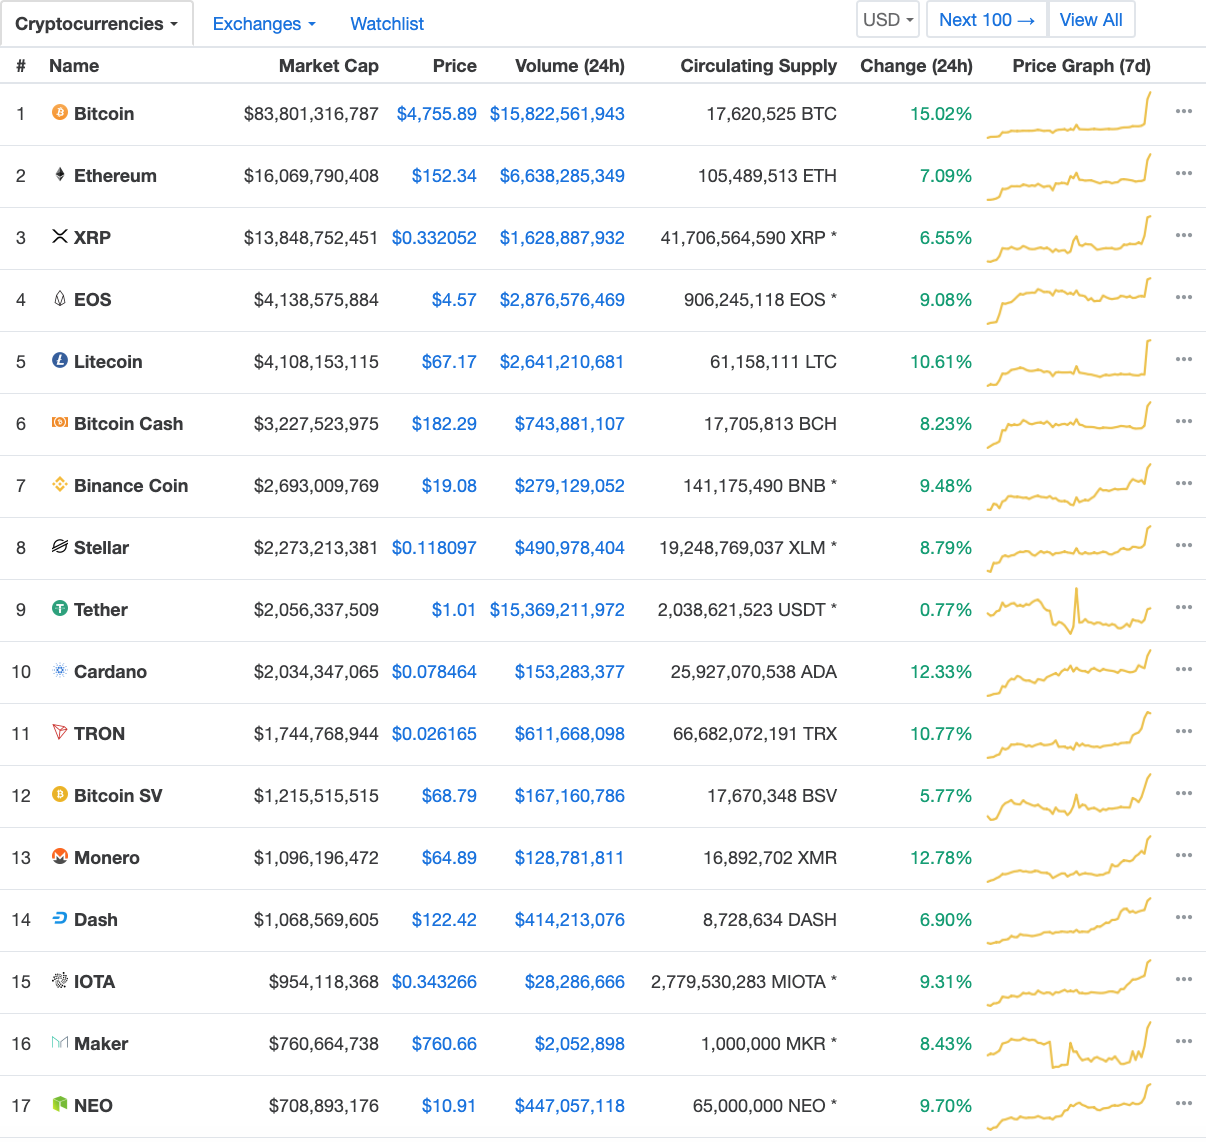 Cryptocurrencies Exchanges Watchlist USD Next 100 → View All
# Name Market Cap Price Volume (24h) Circulating Supply Change (24h) Price Graph (7d)
1 Bitcoin $83,801,316,787 $4,755.89 $15,822,561,943 17,620,525 BTC 15.02%
2 Ethereum $16,069,790,408 $152.34 $6,638,285,349 105,489,513 ETH 7.09%
3 XRP $13,848,752,451 $0.332052 $1,628,887,932 41,706,564,590 XRP * 6.55%
4 EOS $4,138,575,884 $4.57 $2,876,576,469 906,245,118 EOS * 9.08%
5 Litecoin $4,108,153,115 $67.17 $2,641,210,681 61,158,111 LTC 10.61%
6 Bitcoin Cash $3,227,523,975 $182.29 $743,881,107 17,705,813 BCH 8.23%
7 Binance Coin $2,693,009,769 $19.08 $279,129,052 141,175,490 BNB * 9.48%
8 Stellar $2,273,213,381 $0.118097 $490,978,404 19,248,769,037 XLM * 8.79%
9 Tether $2,056,337,509 $1.01 $15,369,211,972 2,038,621,523 USDT * 0.77%
10 Cardano $2,034,347,065 $0.078464 $153,283,377 25,927,070,538 ADA 12.33%
11 TRON $1,744,768,944 $0.026165 $611,668,098 66,682,072,191 TRX 10.77%
12 Bitcoin SV $1,215,515,515 $68.79 $167,160,786 17,670,348 BSV 5.77%
13 Monero $1,096,196,472 $64.89 $128,781,811 16,892,702 XMR 12.78%
14 Dash $1,068,569,605 $122.42 $414,213,076 8,728,634 DASH 6.90%
15 IOTA $954,118,368 $0.343266 $28,286,666 2,779,530,283 MIOTA * 9.31%
16 Maker $760,664,738 $760.66 $2,052,898 1,000,000 MKR * 8.43%
17 NEO $708,893,176 $10.91 $447,057,118 65,000,000 NEO * 9.70%